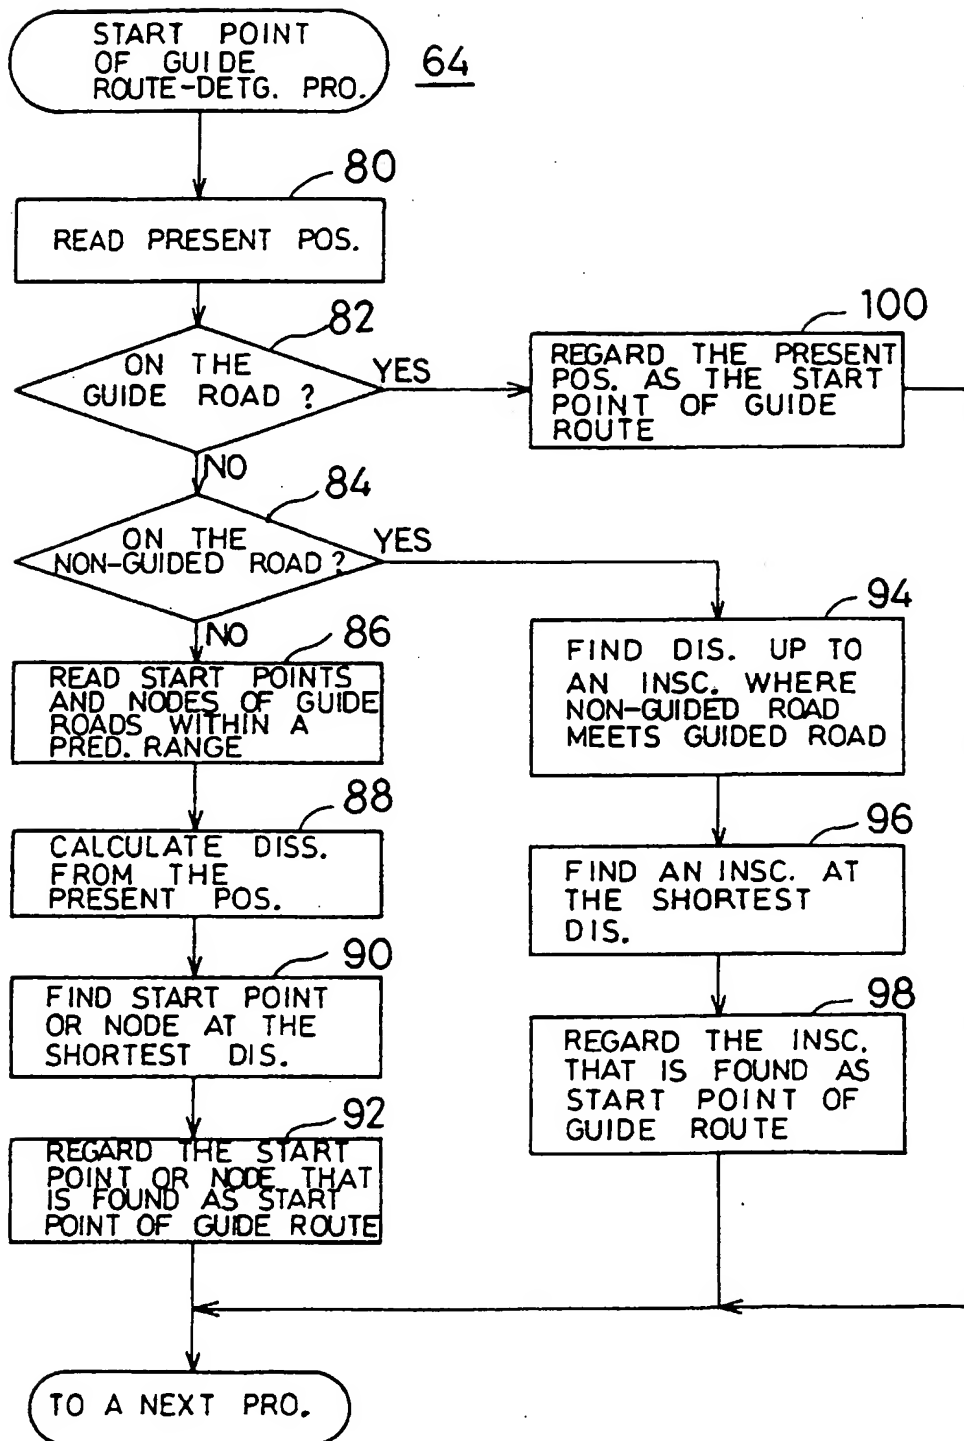 START POINT
OF GUIDE
ROUTE-DETG. PRO.
64
80
READ PRESENT POS.
82
ON THE
GUIDE ROAD ?
YES
100
REGARD THE PRESENT
POS. AS THE START
POINT OF GUIDE
ROUTE
NO
84
ON THE
NON-GUIDED ROAD ?
YES
NO
86
READ START POINTS
AND NODES OF GUIDE
ROADS WITHIN A
PRED. RANGE
94
FIND DIS. UP TO
AN INSC. WHERE
NON-GUIDED ROAD
MEETS GUIDED ROAD
88
CALCULATE DISS.
FROM THE
PRESENT POS.
96
FIND AN INSC. AT
THE SHORTEST
DIS.
90
FIND START POINT
OR NODE AT THE
SHORTEST DIS.
98
REGARD THE INSC.
THAT IS FOUND AS
START POINT OF
GUIDE ROUTE
92
REGARD THE START
POINT OR NODE THAT
IS FOUND AS START
POINT OF GUIDE ROUTE
TO A NEXT PRO.